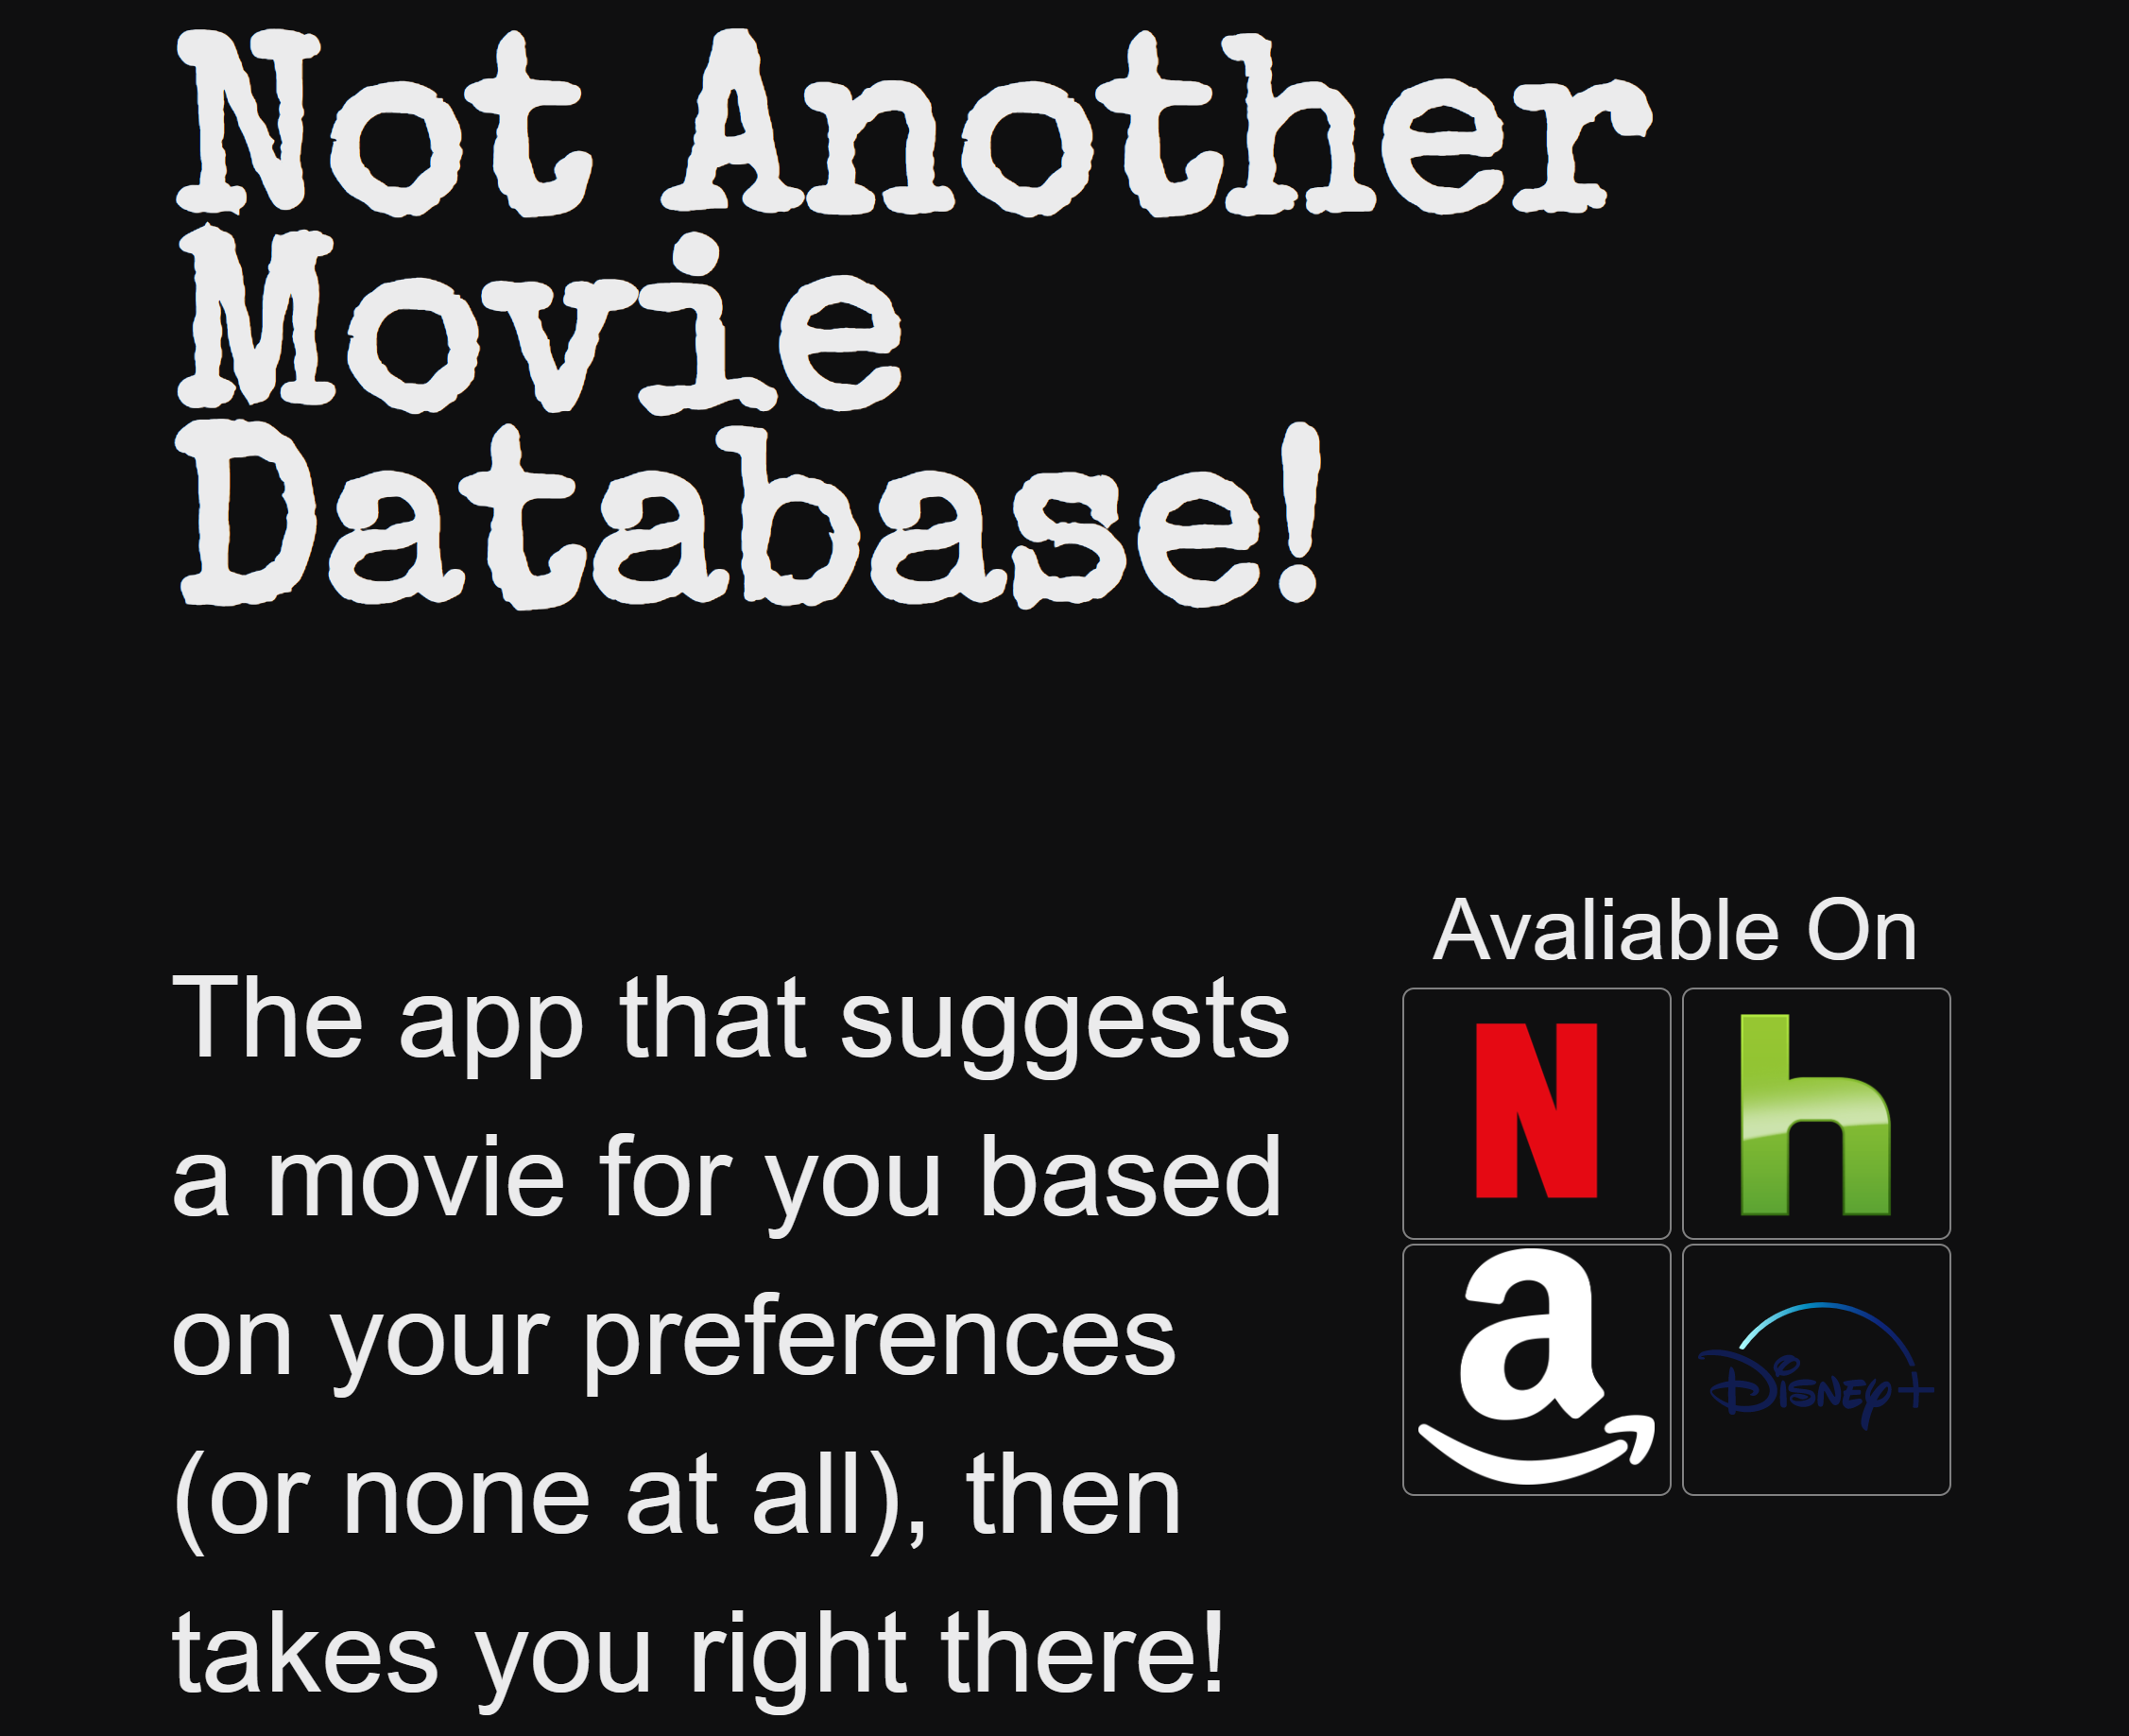 Not Another
Movie
Database!
The app that suggests
a movie for you based
on your preferences
(or none at all), then
takes you right there!
Avaliable On
N
h
a
Disney+